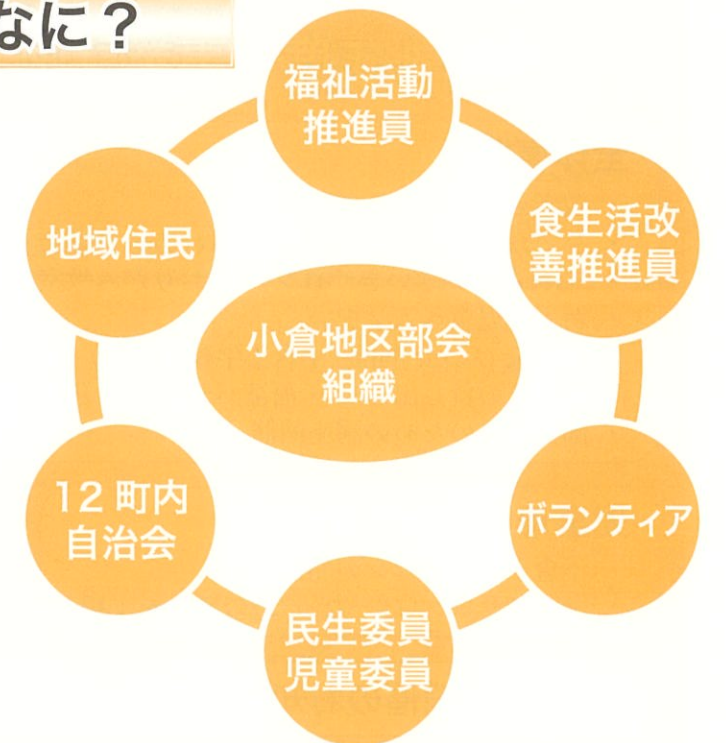 なに？
福祉活動
推進員
食生活改
善推進員
ボランティア
民生委員
児童委員
12 町内
自治会
地域住民
小倉地区部会
組織